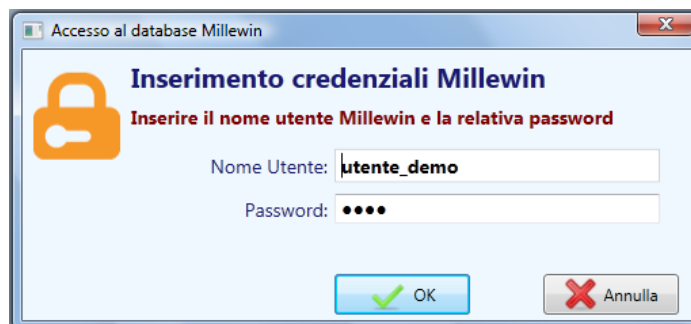 Accesso al database Millewin
Inserimento credenziali Millewin
Inserire il nome utente Millewin e la relativa password
Nome Utente: utente_demo
Password: ●●●●
OK Annulla